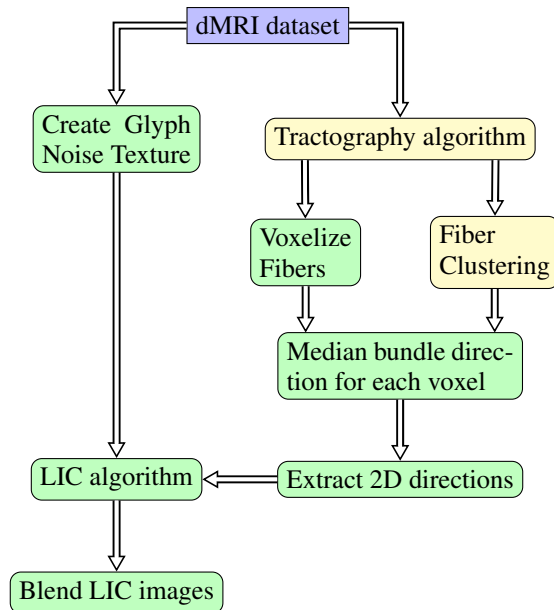 dMRI dataset
Create Glyph
Noise Texture
Tractography algorithm
Voxelize
Fibers
Fiber
Clustering
Median bundle direc-
tion for each voxel
LIC algorithm
Extract 2D directions
Blend LIC images